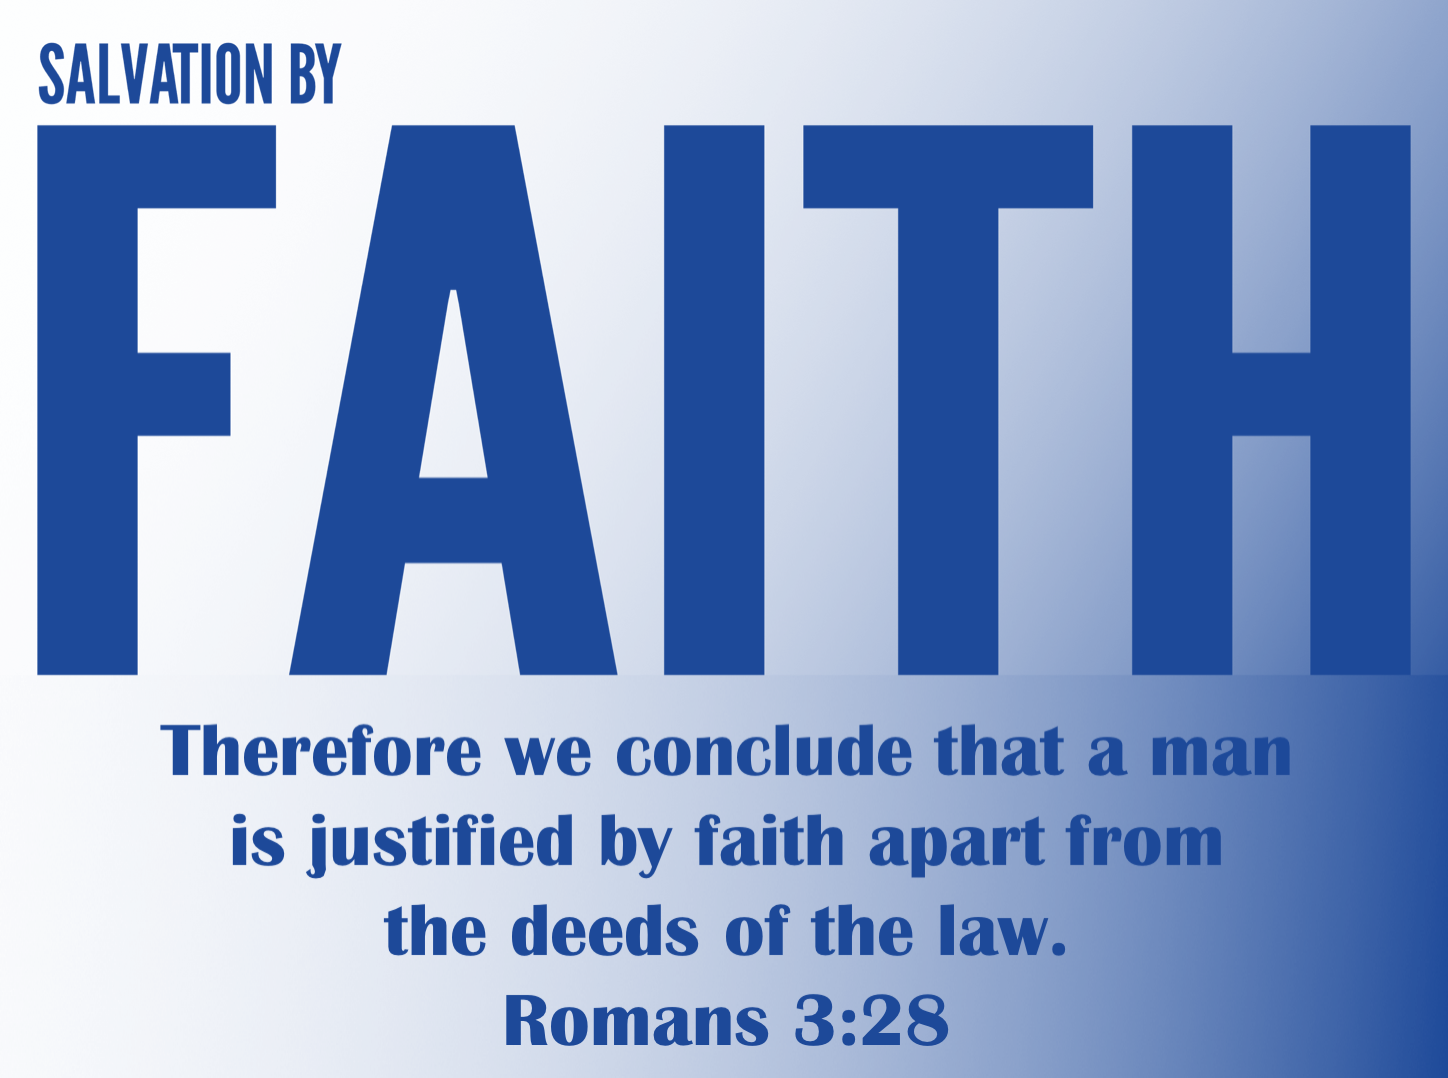 SALVATION BY
FAITH
Therefore we conclude that a man
is justified by faith apart from
the deeds of the law.
Romans 3:28